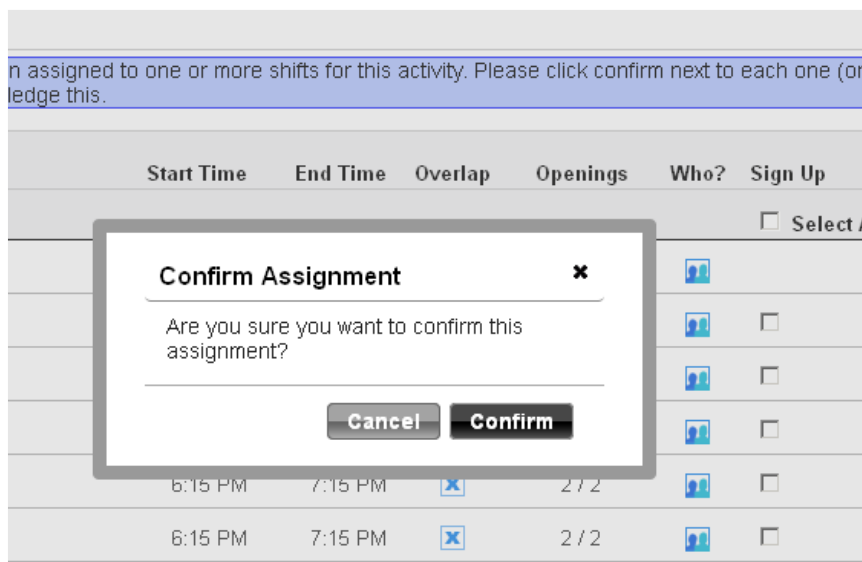 n assigned to one or more shifts for this activity. Please click confirm next to each one (or
ledge this.
Start Time End Time Overlap Openings Who? Sign Up
Select
Confirm Assignment
Are you sure you want to confirm this
assignment?
Cancel Confirm
6:15 PM 7:15 PM 2 / 2
6:15 PM 7:15 PM 2 / 2